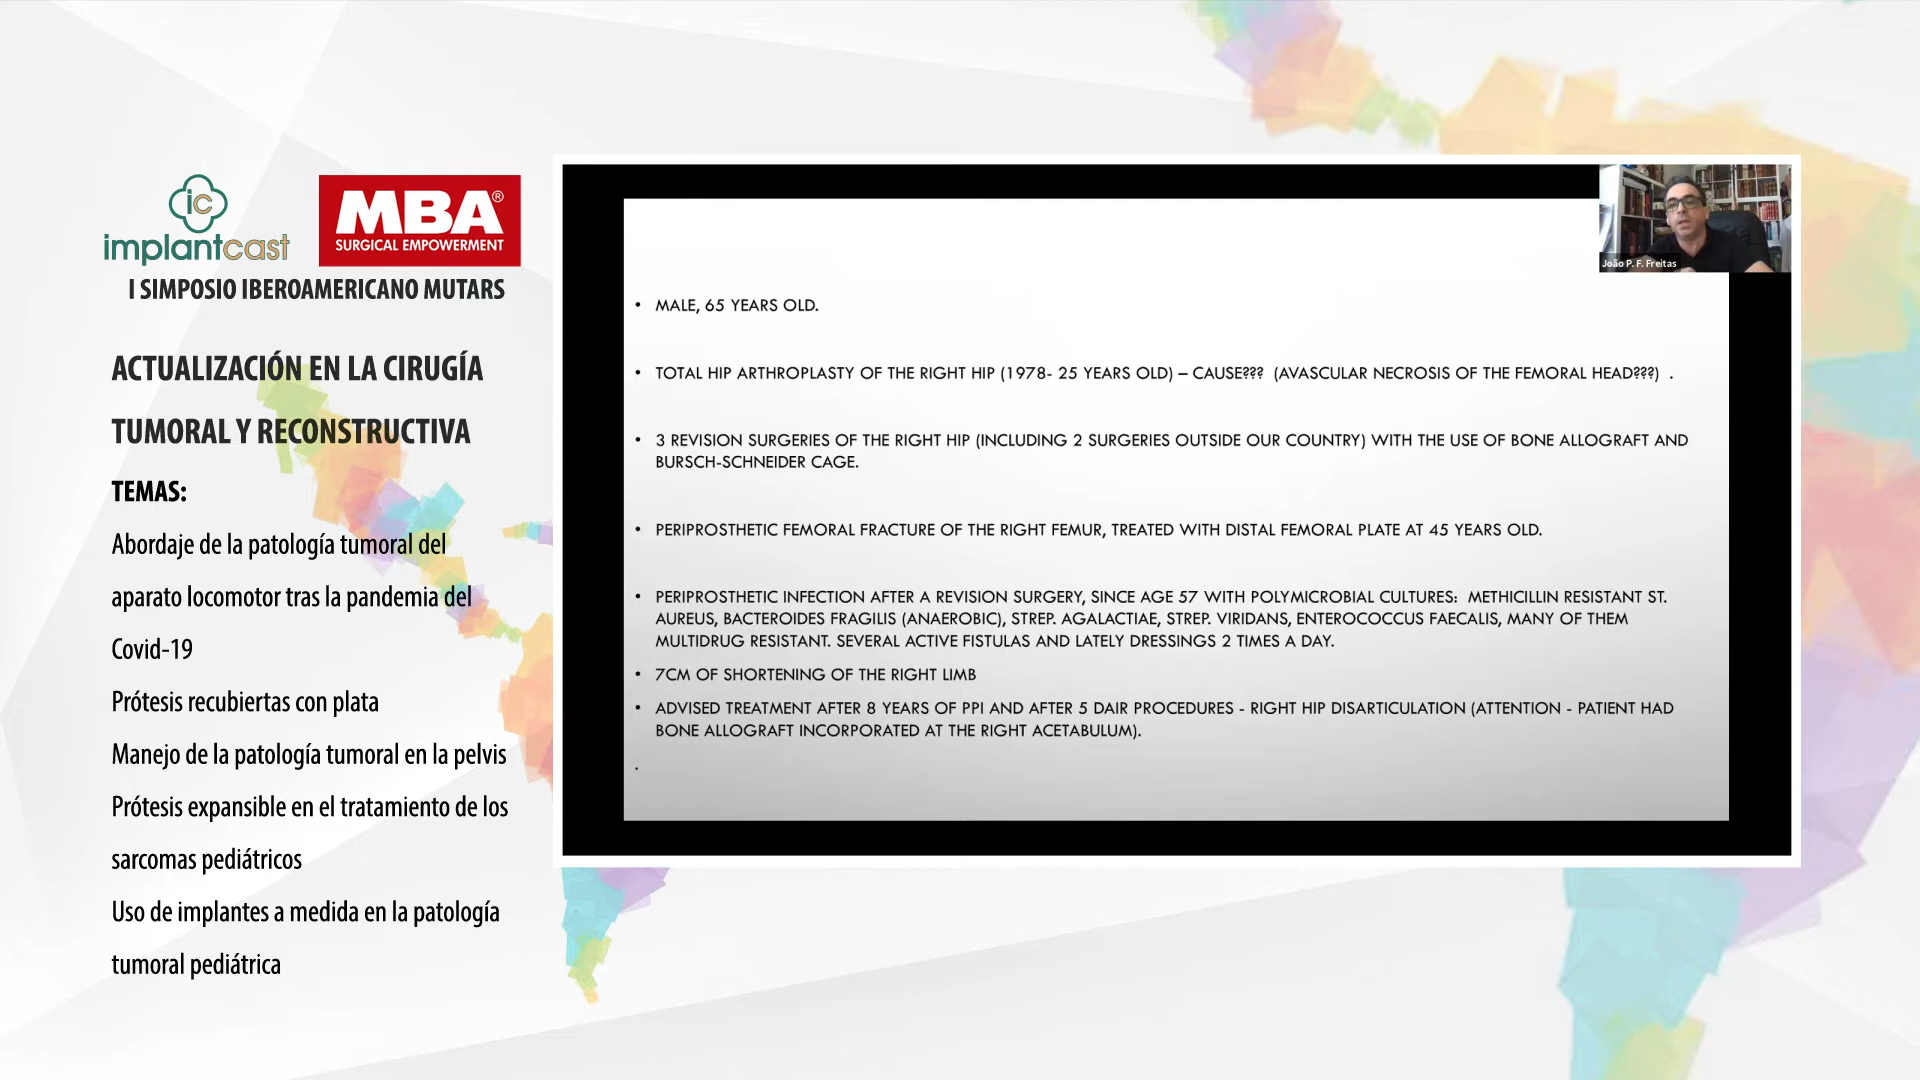 ic
implantcast
MBA®
SURGICAL EMPOWERMENT
I SIMPOSIO IBEROAMERICANO MUTARS
ACTUALIZACIÓN EN LA CIRUGÍA
TUMORAL Y RECONSTRUCTIVA
TEMAS:
Abordaje de la patología tumoral del
aparato locomotor tras la pandemia del
Covid-19
Prótesis recubiertas con plata
Manejo de la patología tumoral en la pelvis
Prótesis expansible en el tratamiento de los
sarcomas pediátricos
Uso de implantes a medida en la patología
tumoral pediátrica
João P. F. Freitas
• MALE, 65 YEARS OLD.
• TOTAL HIP ARTHROPLASTY OF THE RIGHT HIP (1978- 25 YEARS OLD) – CAUSE??? (AVASCULAR NECROSIS OF THE FEMORAL HEAD???) .
• 3 REVISION SURGERIES OF THE RIGHT HIP (INCLUDING 2 SURGERIES OUTSIDE OUR COUNTRY) WITH THE USE OF BONE ALLOGRAFT AND
BURSCH-SCHNEIDER CAGE.
• PERIPROSTHETIC FEMORAL FRACTURE OF THE RIGHT FEMUR, TREATED WITH DISTAL FEMORAL PLATE AT 45 YEARS OLD.
• PERIPROSTHETIC INFECTION AFTER A REVISION SURGERY, SINCE AGE 57 WITH POLYMICROBIAL CULTURES: METHICILLIN RESISTANT ST.
AUREUS, BACTEROIDES FRAGILIS (ANAEROBIC), STREP. AGALACTIAE, STREP. VIRIDANS, ENTEROCOCCUS FAECALIS, MANY OF THEM
MULTIDRUG RESISTANT. SEVERAL ACTIVE FISTULAS AND LATELY DRESSINGS 2 TIMES A DAY.
• 7CM OF SHORTENING OF THE RIGHT LIMB
• ADVISED TREATMENT AFTER 8 YEARS OF PPI AND AFTER 5 DAIR PROCEDURES - RIGHT HIP DISARTICULATION (ATTENTION - PATIENT HAD
BONE ALLOGRAFT INCORPORATED AT THE RIGHT ACETABULUM).
.